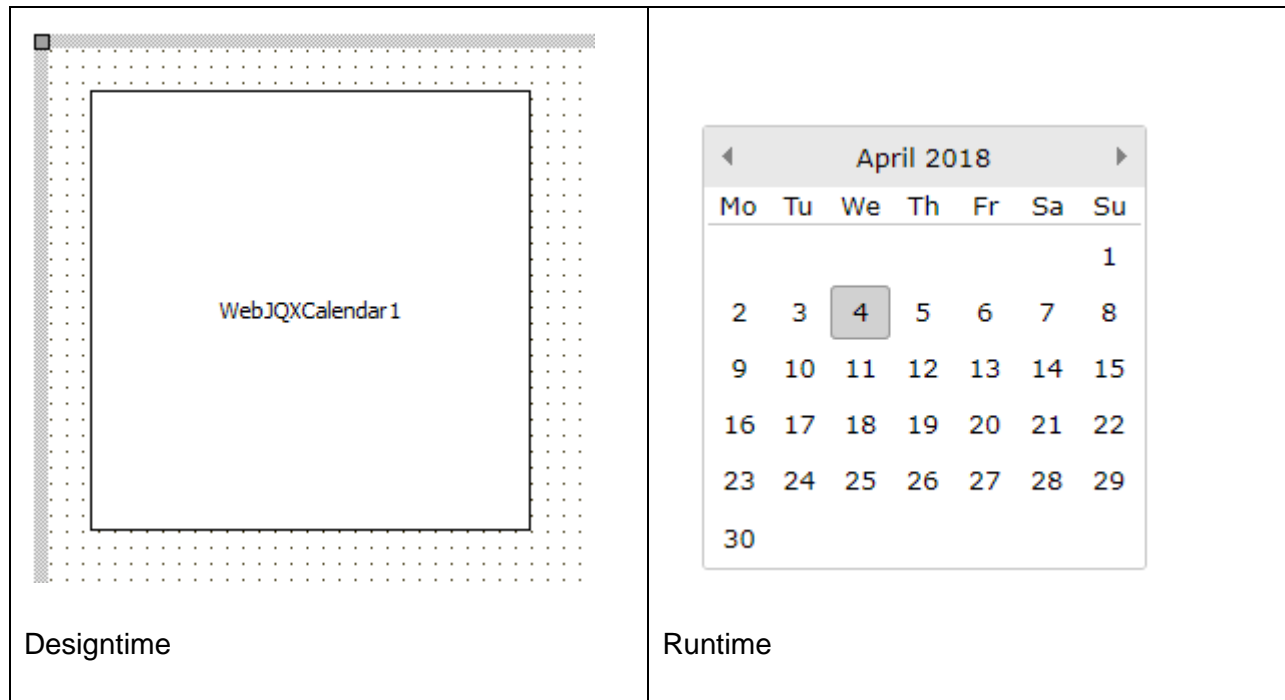 WebJQXCalendar1
Designtime
April 2018
Mo Tu We Th Fr Sa Su
1
2 3 4 5 6 7 8
9 10 11 12 13 14 15
16 17 18 19 20 21 22
23 24 25 26 27 28 29
30
Runtime